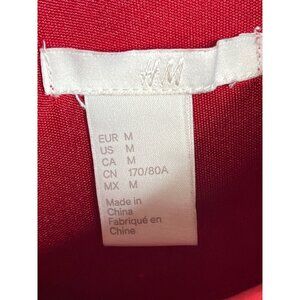 H&M
EUR M
US M
CA M
CN 170/80A
MX M
Made in
China
Fabriqué en
Chine